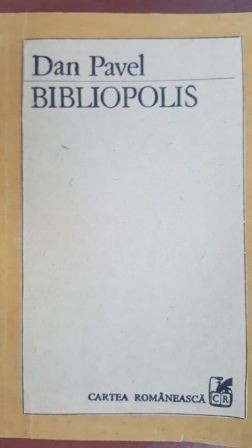 Dan Pavel
BIBLIOPOLIS
CARTEA ROMÂNEASCĂ
CR